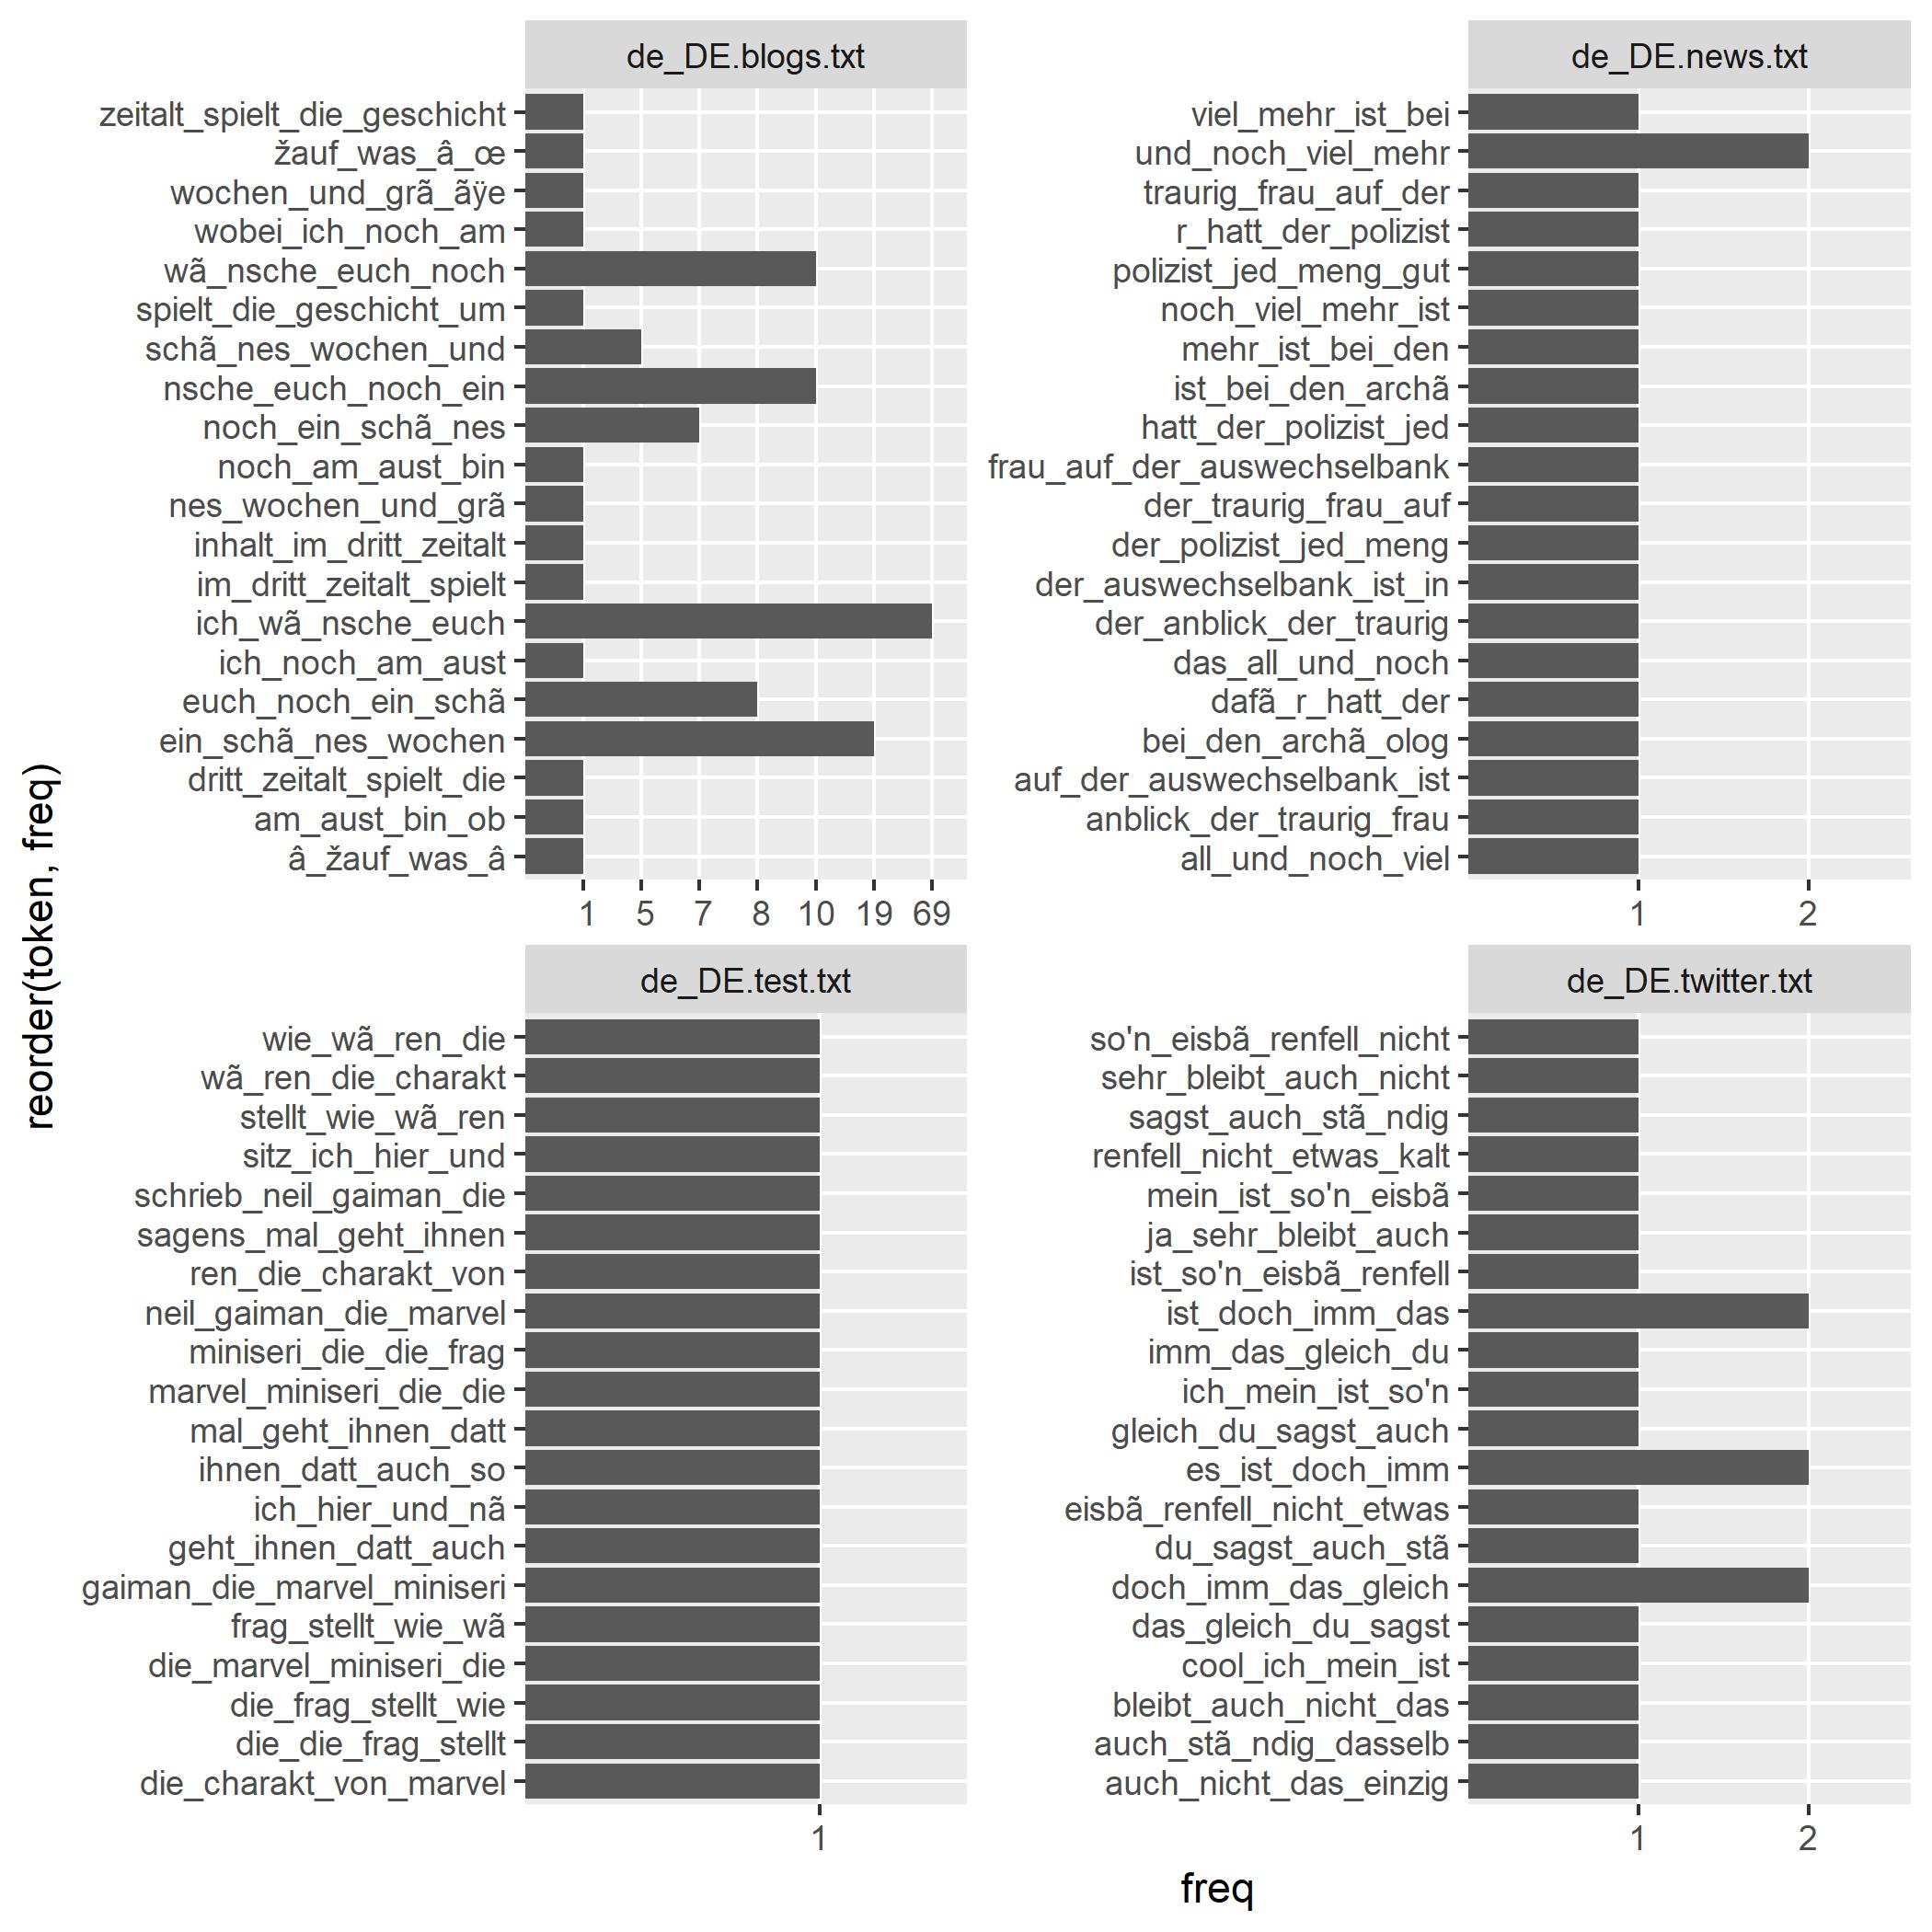 de_DE.blogs.txt
zeitalt_spielt_die_geschicht
žauf_was_â_œ
wochen_und_grã_ãÿe
wobei_ich_noch_am
wã_nsche_euch_noch
spielt_die_geschicht_um
schã_nes_wochen_und
nsche_euch_noch_ein
noch_ein_schã_nes
noch_am_aust_bin
nes_wochen_und_grã
inhalt_im_dritt_zeitalt
im_dritt_zeitalt_spielt
ich_wã_nsche_euch
ich_noch_am_aust
euch_noch_ein_schã
ein_schã_nes_wochen
dritt_zeitalt_spielt_die
am_aust_bin_ob
â_žauf_was_â
1 5 7 8 10 19 69
de_DE.news.txt
viel_mehr_ist_bei
und_noch_viel_mehr
traurig_frau_auf_der
r_hatt_der_polizist
polizist_jed_meng_gut
noch_viel_mehr_ist
mehr_ist_bei_den
ist_bei_den_archã
hatt_der_polizist_jed
frau_auf_der_auswechselbank
der_traurig_frau_auf
der_polizist_jed_meng
der_auswechselbank_ist_in
der_anblick_der_traurig
das_all_und_noch
dafã_r_hatt_der
bei_den_archã_olog
auf_der_auswechselbank_ist
anblick_der_traurig_frau
all_und_noch_viel
1 2
de_DE.test.txt
wie_wã_ren_die
wã_ren_die_charakt
stellt_wie_wã_ren
sitz_ich_hier_und
schrieb_neil_gaiman_die
sagens_mal_geht_ihnen
ren_die_charakt_von
neil_gaiman_die_marvel
miniseri_die_die_frag
marvel_miniseri_die_die
mal_geht_ihnen_datt
ihnen_datt_auch_so
ich_hier_und_nã
geht_ihnen_datt_auch
gaiman_die_marvel_miniseri
frag_stellt_wie_wã
die_marvel_miniseri_die
die_frag_stellt_wie
die_die_frag_stellt
die_charakt_von_marvel
1
de_DE.twitter.txt
so'n_eisbã_renfell_nicht
sehr_bleibt_auch_nicht
sagst_auch_stã_ndig
renfell_nicht_etwas_kalt
mein_ist_so'n_eisbã
ja_sehr_bleibt_auch
ist_so'n_eisbã_renfell
ist_doch_imm_das
imm_das_gleich_du
ich_mein_ist_so'n
gleich_du_sagst_auch
es_ist_doch_imm
eisbã_renfell_nicht_etwas
du_sagst_auch_stã
doch_imm_das_gleich
das_gleich_du_sagst
cool_ich_mein_ist
bleibt_auch_nicht_das
auch_stã_ndig_dasselb
auch_nicht_das_einzig
1 2
reorder(token, freq)
freq